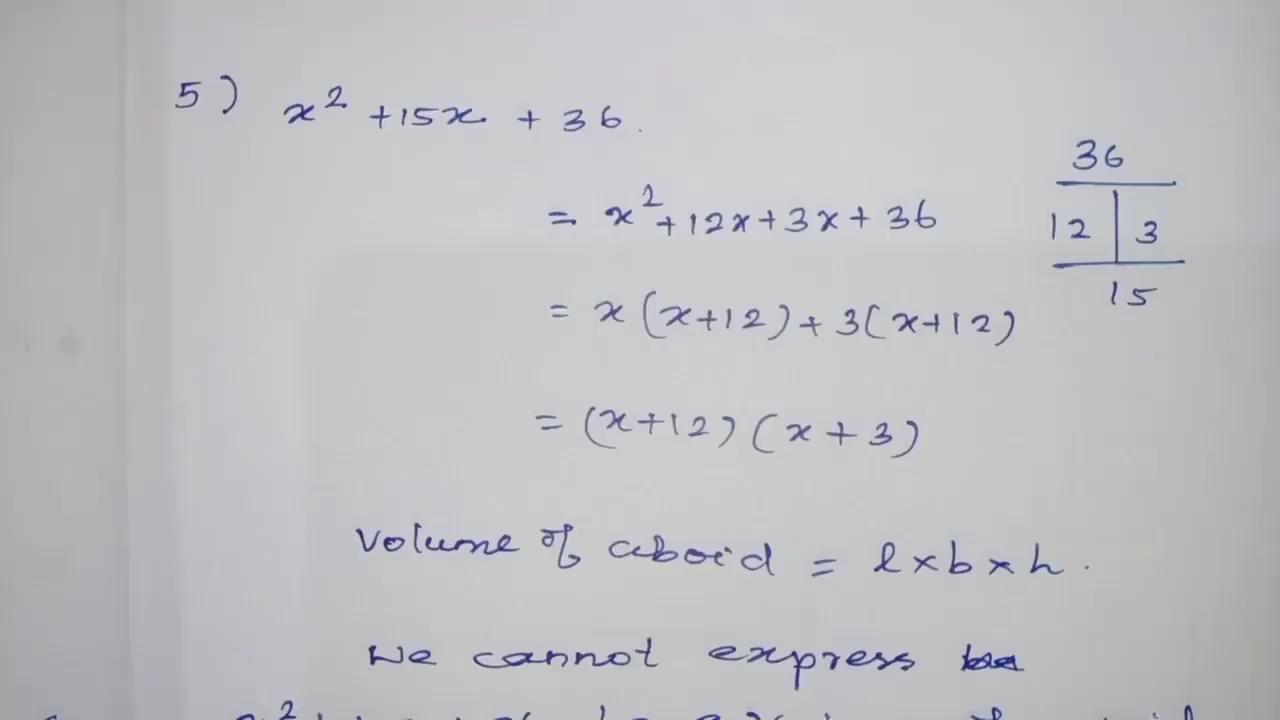 5) x² +15x + 36.
= x² +12x+3x+36
36
12 | 3
15
= x(x+12)+3(x+12)
= (x+12)(x+3)
Volume of cuboid = l×b×h.
We cannot express